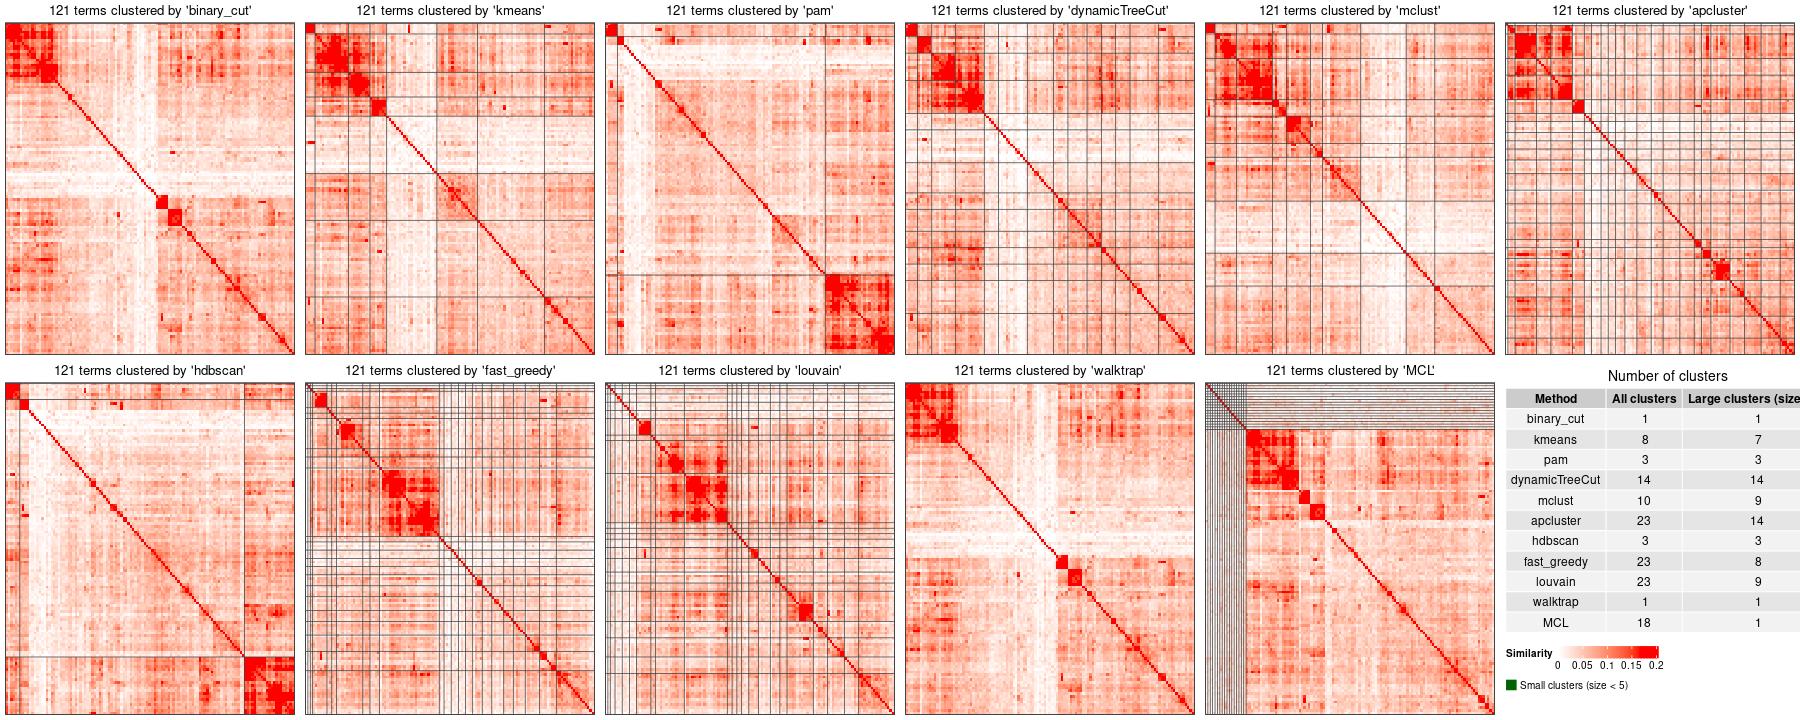 121 terms clustered by 'binary_cut'
121 terms clustered by 'kmeans'
121 terms clustered by 'pam'
121 terms clustered by 'dynamicTreeCut'
121 terms clustered by 'mclust'
121 terms clustered by 'apcluster'
121 terms clustered by 'hdbscan'
121 terms clustered by 'fast_greedy'
121 terms clustered by 'louvain'
121 terms clustered by 'walktrap'
121 terms clustered by 'MCL'
Number of clusters
Method All clusters Large clusters (size
binary_cut 1 1
kmeans 8 7
pam 3 3
dynamicTreeCut 14 14
mclust 10 9
apcluster 23 14
hdbscan 3 3
fast_greedy 23 8
louvain 23 9
walktrap 1 1
MCL 18 1
Similarity
0 0.05 0.1 0.15 0.2
Small clusters (size < 5)